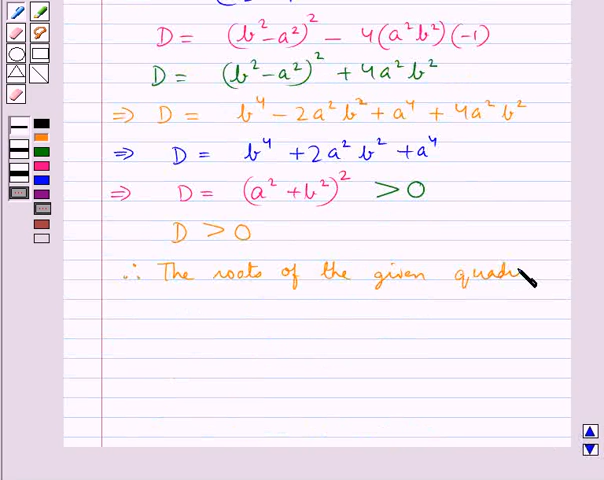 D = (b²-a²)² - 4(a²b²)(-1)
D = (b²-a²)² + 4a²b²
⇒ D = b⁴ - 2a²b² + a⁴ + 4a²b²
⇒ D = b⁴ + 2a²b² + a⁴
⇒ D = (a² + b²)² > 0
D > 0
∴ The roots of the given quadr